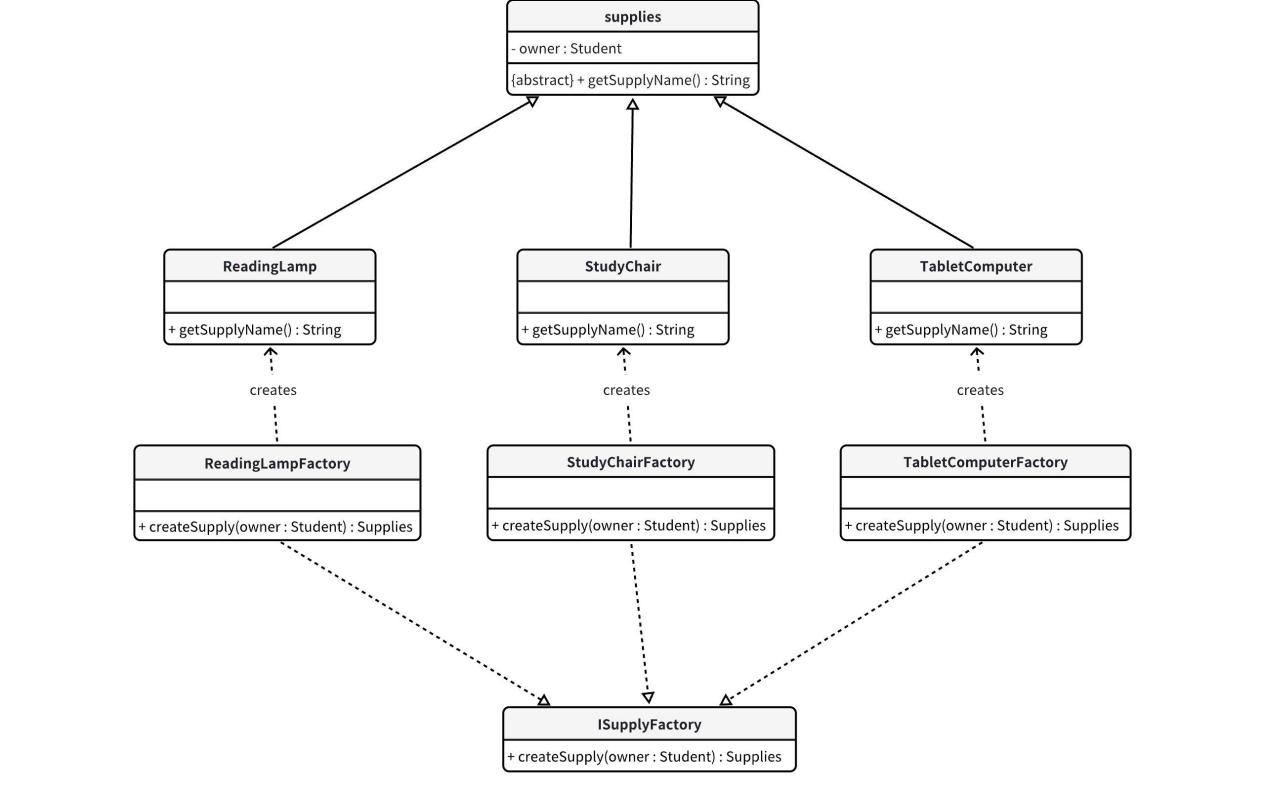 supplies
- owner : Student
{abstract} + getSupplyName() : String
ReadingLamp
+ getSupplyName() : String
StudyChair
+ getSupplyName() : String
TabletComputer
+ getSupplyName() : String
creates
creates
creates
ReadingLampFactory
+ createSupply(owner : Student) : Supplies
StudyChairFactory
+ createSupply(owner : Student) : Supplies
TabletComputerFactory
+ createSupply(owner : Student) : Supplies
ISupplyFactory
+ createSupply(owner : Student) : Supplies